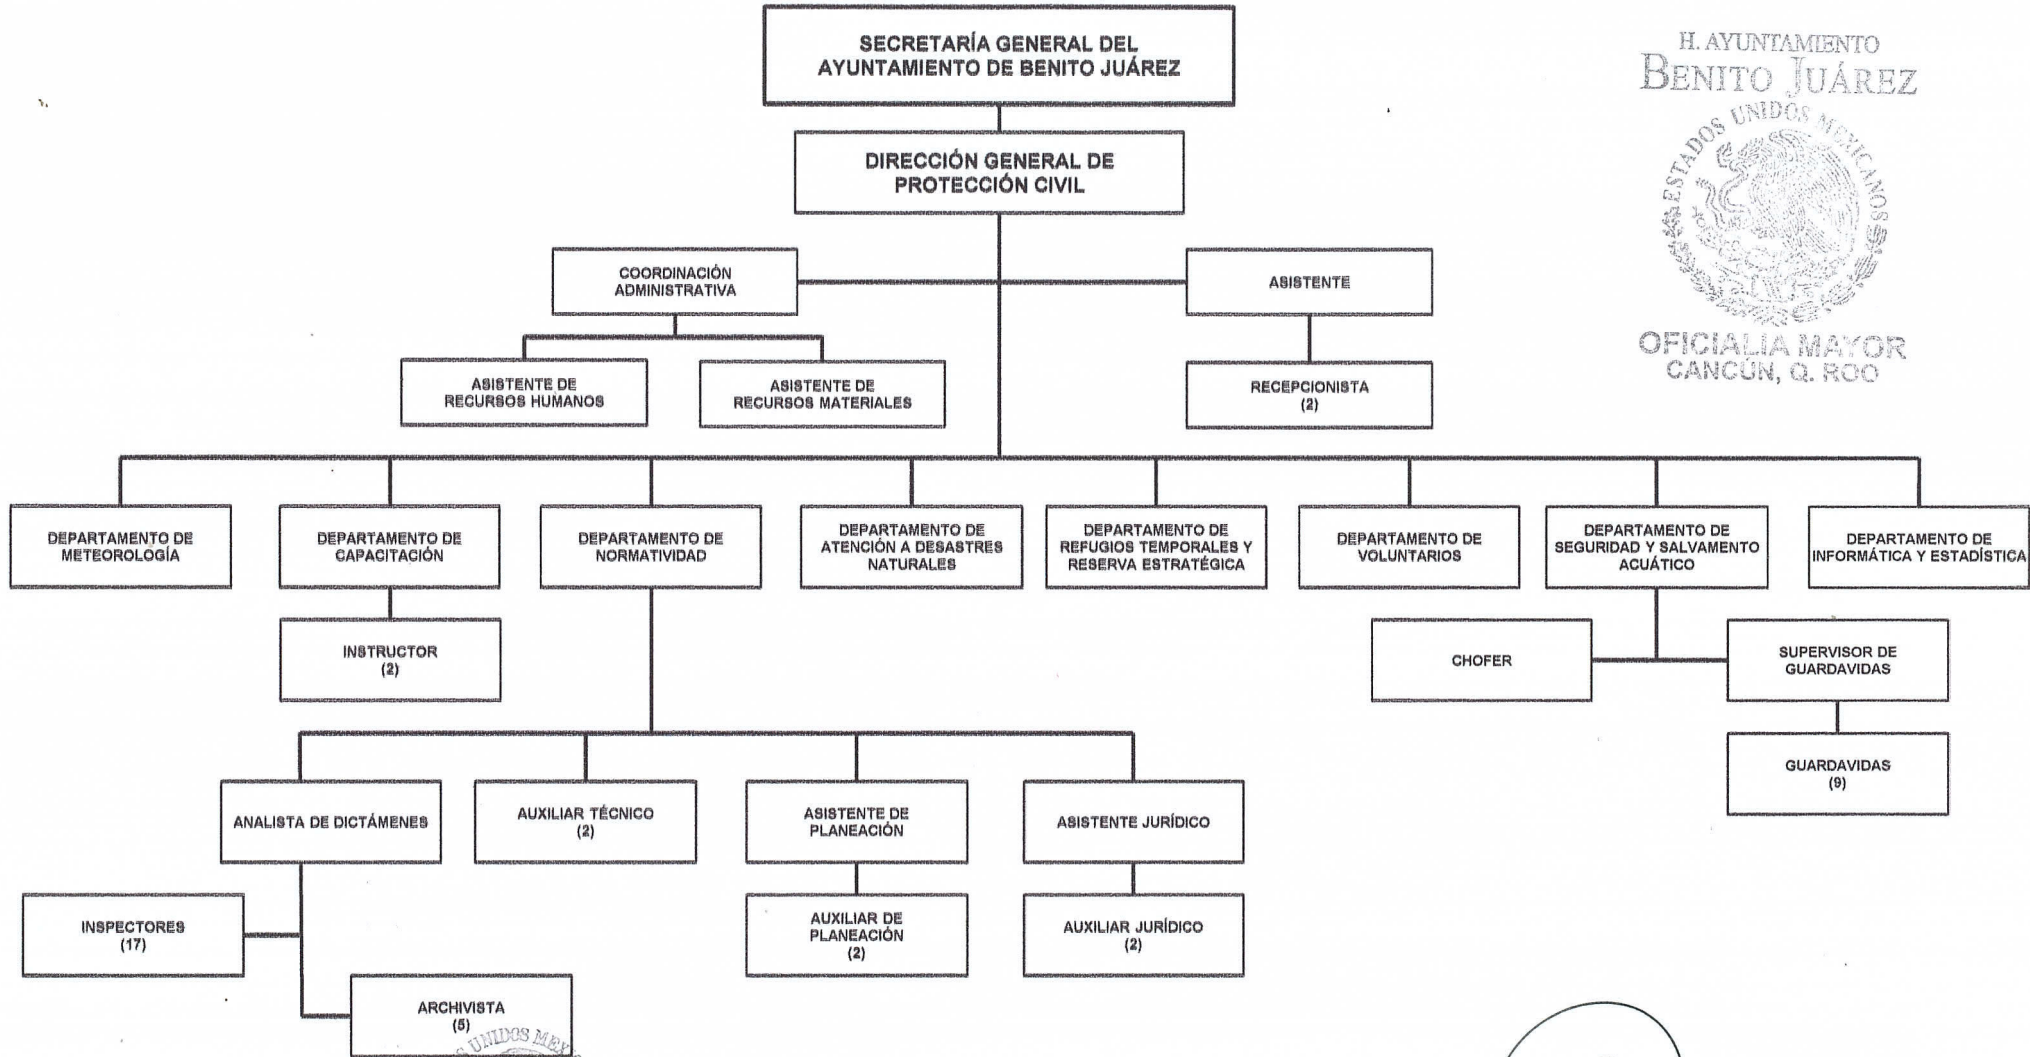 SECRETARÍA GENERAL DEL
AYUNTAMIENTO DE BENITO JUÁREZ
H. AYUNTAMIENTO
BENITO JUÁREZ
ESTADOS UNIDOS MEXICANOS
OFICIALIA MAYOR
CANCÚN, Q. ROO
DIRECCIÓN GENERAL DE
PROTECCIÓN CIVIL
COORDINACIÓN
ADMINISTRATIVA
ASISTENTE
ASISTENTE DE
RECURSOS HUMANOS
ASISTENTE DE
RECURSOS MATERIALES
RECEPCIONISTA
(2)
DEPARTAMENTO DE
METEOROLOGÍA
DEPARTAMENTO DE
CAPACITACIÓN
DEPARTAMENTO DE
NORMATIVIDAD
DEPARTAMENTO DE
ATENCIÓN A DESASTRES
NATURALES
DEPARTAMENTO DE
REFUGIOS TEMPORALES Y
RESERVA ESTRATÉGICA
DEPARTAMENTO DE
VOLUNTARIOS
DEPARTAMENTO DE
SEGURIDAD Y SALVAMENTO
ACUÁTICO
DEPARTAMENTO DE
INFORMÁTICA Y ESTADÍSTICA
INSTRUCTOR
(2)
CHOFER
SUPERVISOR DE
GUARDAVIDAS
GUARDAVIDAS
(9)
ANALISTA DE DICTÁMENES
AUXILIAR TÉCNICO
(2)
ASISTENTE DE
PLANEACIÓN
ASISTENTE JURÍDICO
INSPECTORES
(17)
AUXILIAR DE
PLANEACIÓN
(2)
AUXILIAR JURÍDICO
(2)
ARCHIVISTA
(5)
UNIDOS